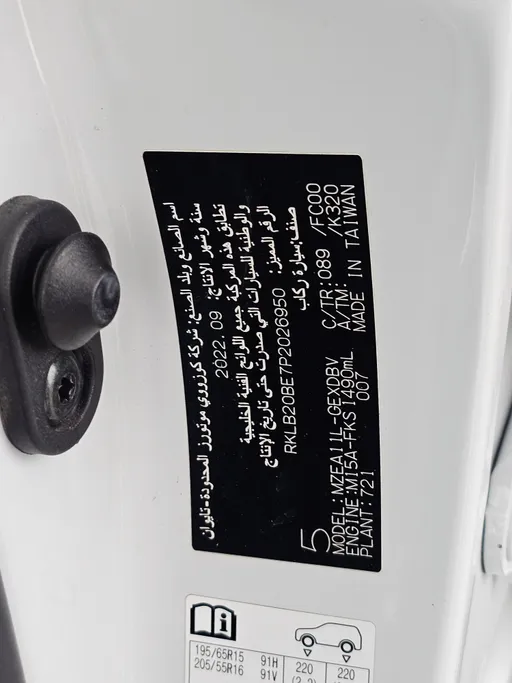 اسم الصانع وبلد الصنع: شركة كوزروي موتورز المحدودة-تايوان
سنة وشهر الإنتاج: 2022.09
تطابق هذه المركبة جميع اللوائح الفنية الخليجية
والوطنية للسيارات التي صدرت حتى تاريخ الإنتاج
الرقم المميز: RKLB20BE7P2026950
صنف:سيارة ركاب
5
MODEL:MZEA11L-GEXDBV C/TR:089 /FC00
ENGINE:M15A-FKS 1490mL A/TM: /K320
PLANT:721 007 MADE IN TAIWAN
195/65R15 91H 220 220
205/55R16 91V